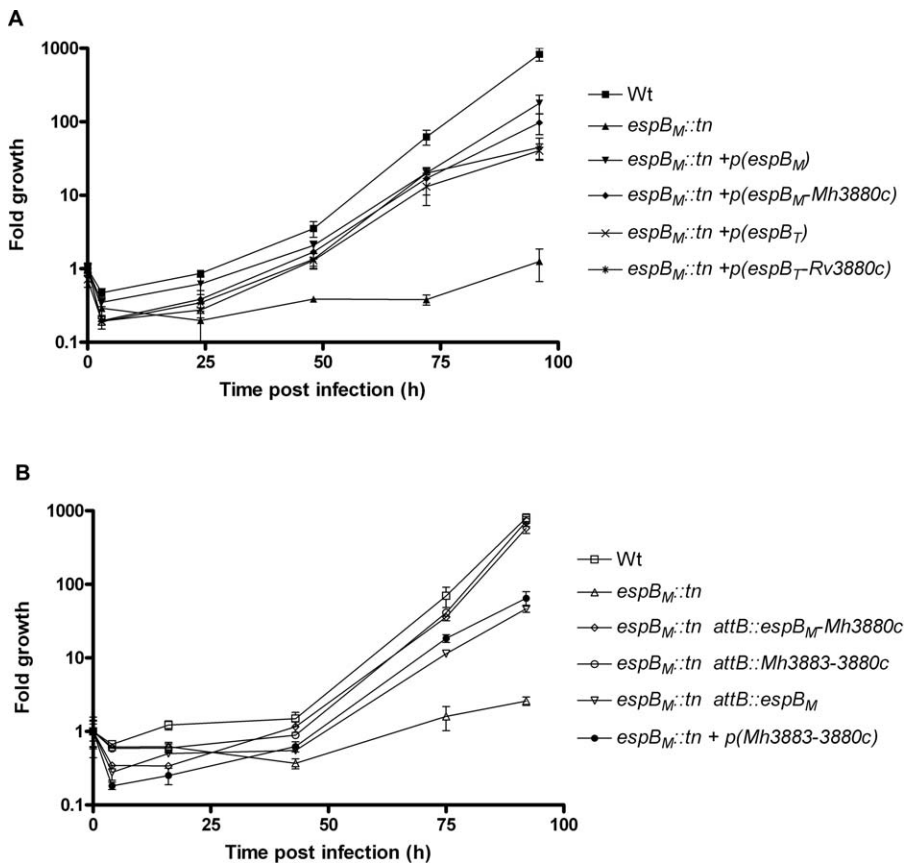 A
1000
100
10
1
0.1
Fold growth
0
25
50
75
100
Time post infection (h)
Wt
espB_M::tn
espB_M::tn +p(espB_M)
espB_M::tn +p(espB_M-Mh3880c)
espB_M::tn +p(espB_T)
espB_M::tn +p(espB_T-Rv3880c)
B
1000
100
10
1
0.1
Fold growth
0
25
50
75
100
Time post infection (h)
Wt
espB_M::tn
espB_M::tn attB::espB_M-Mh3880c
espB_M::tn attB::Mh3883-3880c
espB_M::tn attB::espB_M
espB_M::tn + p(Mh3883-3880c)